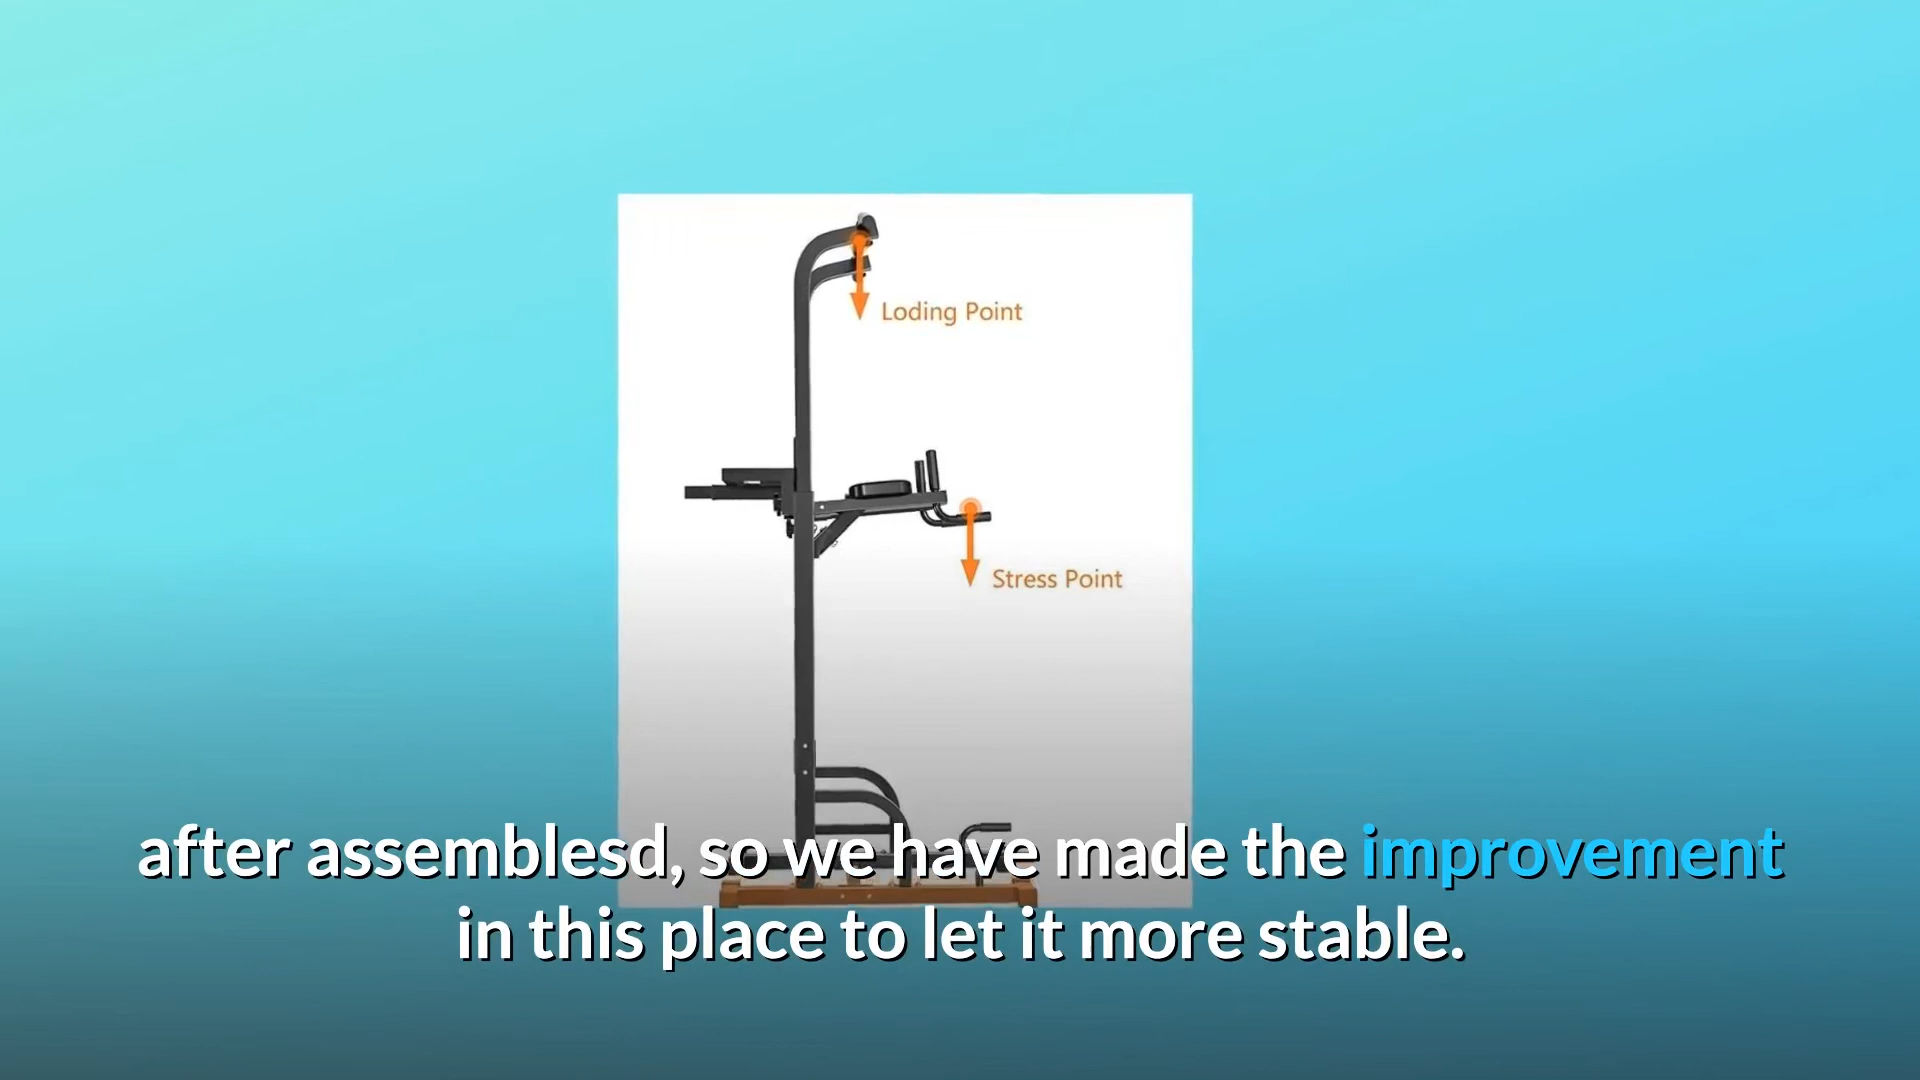 Loding Point
Stress Point
after assemblesd, so we have made the improvement
in this place to let it more stable.